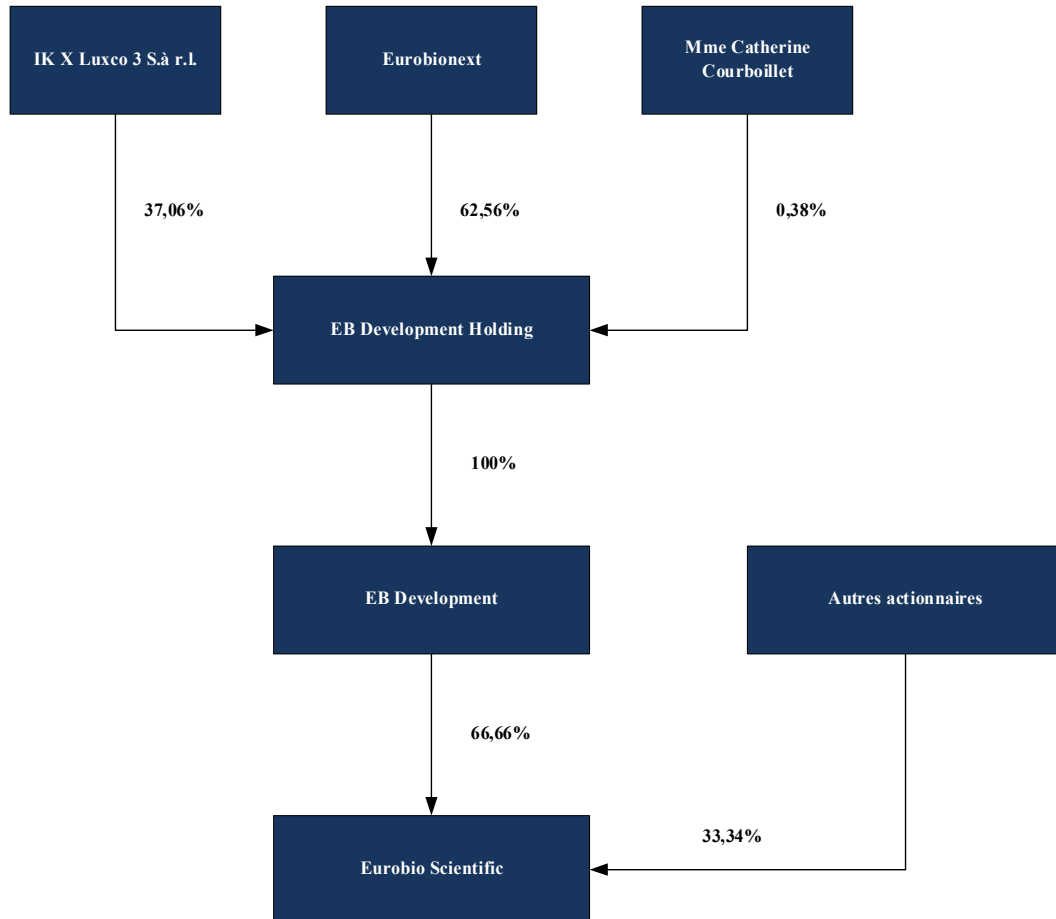 IK X Luxco 3 S.à r.l.
Eurobionext
Mme Catherine
Courboillet
37,06%
62,56%
0,38%
EB Development Holding
100%
EB Development
Autres actionnaires
66,66%
33,34%
Eurobio Scientific